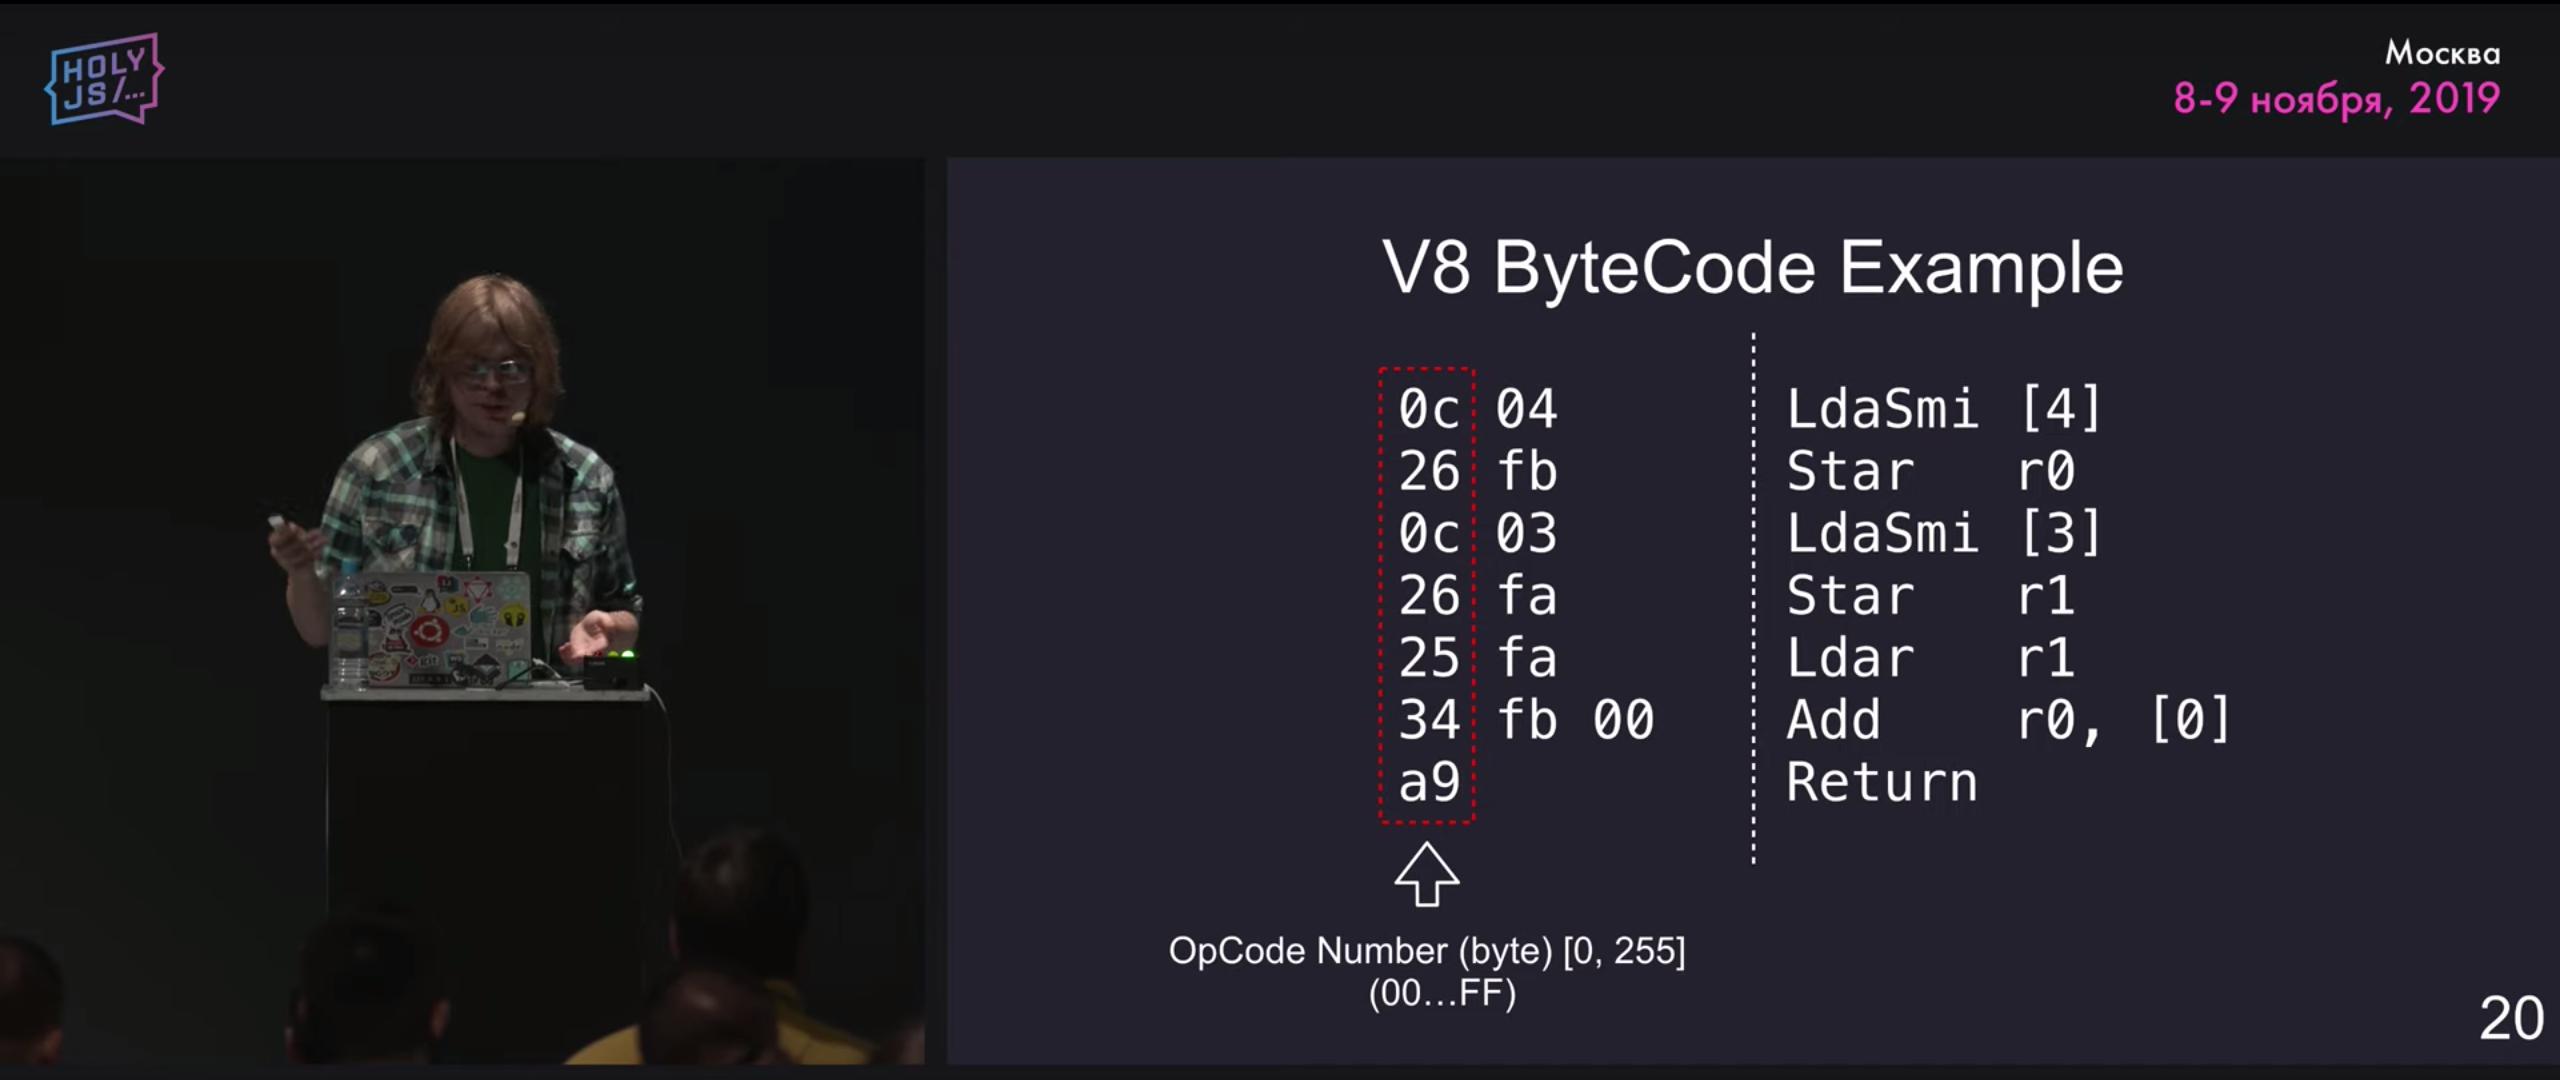 HOLY
JS/...
Москва
8-9 ноября, 2019
V8 ByteCode Example
0c 04 LdaSmi [4]
26 fb Star r0
0c 03 LdaSmi [3]
26 fa Star r1
25 fa Ldar r1
34 fb 00 Add r0, [0]
a9 Return
OpCode Number (byte) [0, 255]
(00...FF)
20
JS
git